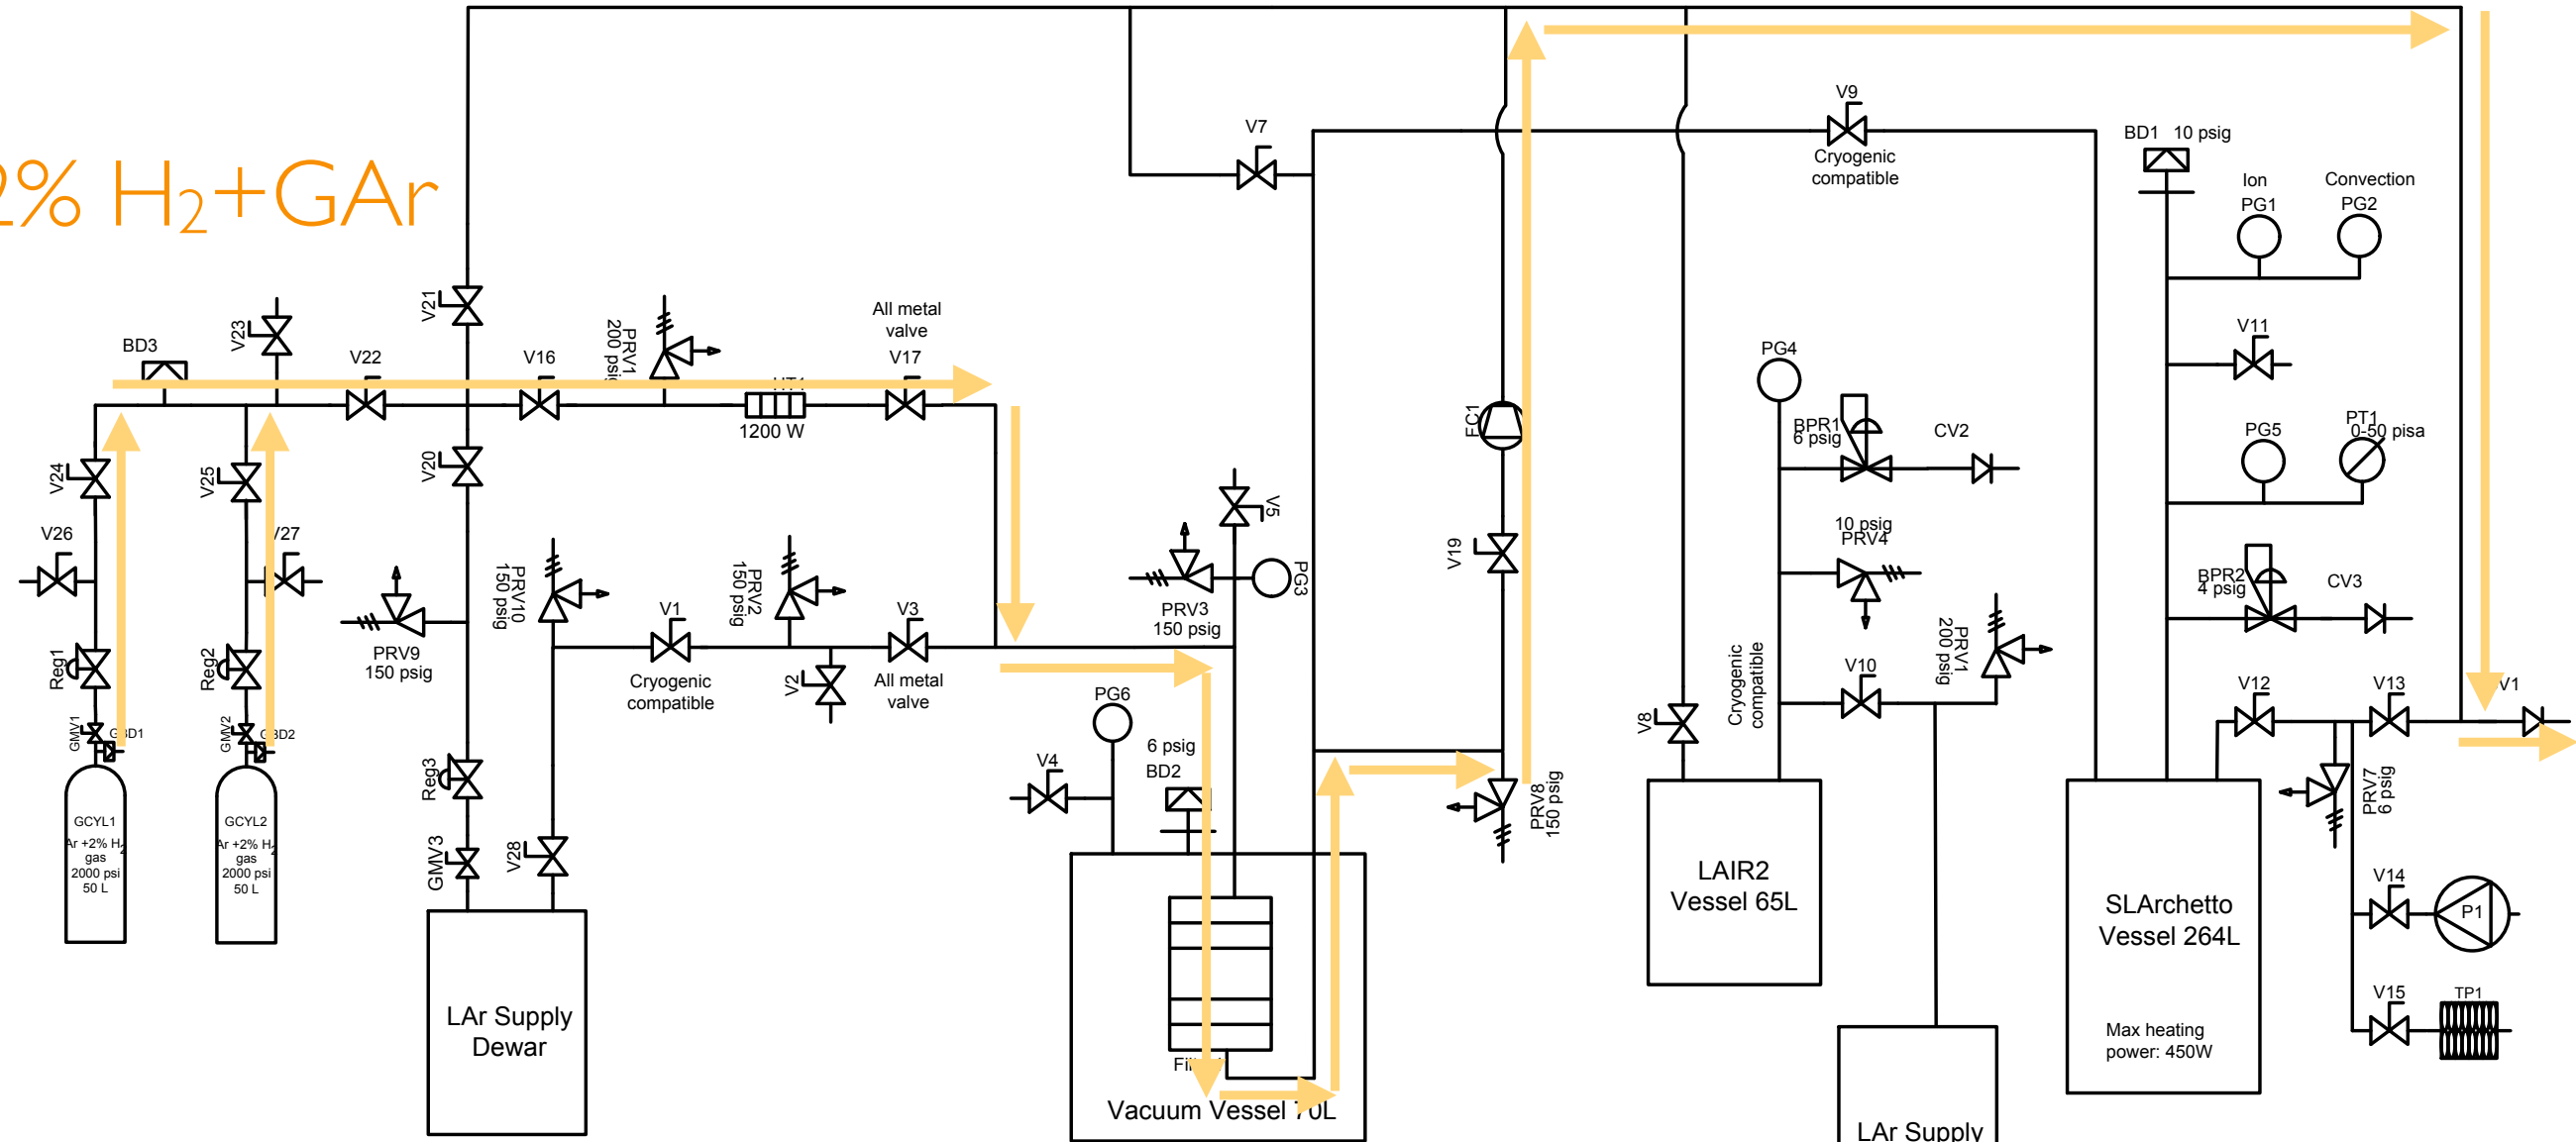 2% H₂+GAr
V7
V9
Cryogenic
compatible
BD1 10 psig
Ion
PG1
Convection
PG2
V21
V23
BD3
V22
V16
PRV1
200 psig
All metal
valve
V17
1200 W
V11
PG4
BPR1
6 psig
CV2
PG5
PT1
0-50 pisa
V24
V25
V20
V26
V27
PRV9
150 psig
PRV10
150 psig
V1
Cryogenic
compatible
PRV2
150 psig
V2
V3
All metal
valve
V5
PG3
PRV3
150 psig
V19
10 psig
PRV4
BPR2
4 psig
CV3
Reg1
Reg2
GMV1
GMV2
GBD2
Reg3
GMV3
V28
PG6
V4
6 psig
BD2
PRV8
150 psig
V8
Cryogenic
compatible
V10
PRV1
200 psig
V12
V13
V1
PRV7
6 psig
V14
P1
V15
TP1
GCYL1
Ar +2% H₂
gas
2000 psi
50 L
GCYL2
Ar +2% H₂
gas
2000 psi
50 L
LAr Supply
Dewar
Vacuum Vessel 70L
LAIR2
Vessel 65L
SLArchetto
Vessel 264L
Max heating
power: 450W
LAr Supply